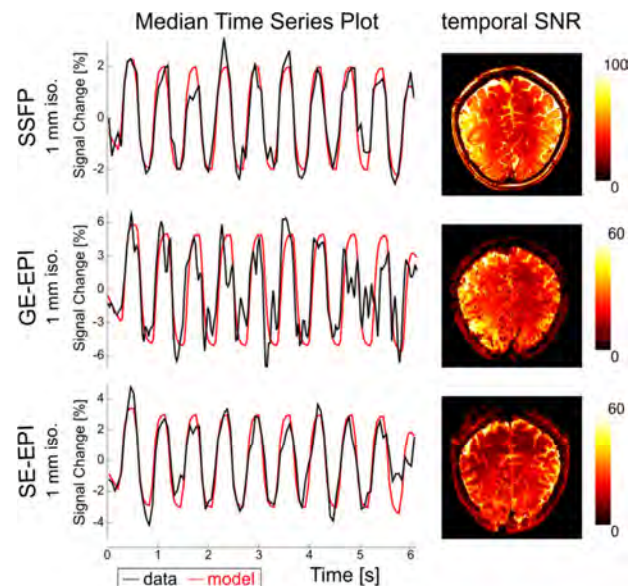 Median Time Series Plot
temporal SNR
SSFP
1 mm iso.
Signal Change [%]
2
0
-2
100
0
GE-EPI
1 mm iso.
Signal Change [%]
6
3
0
-3
-6
60
0
SE-EPI
1 mm iso.
Signal Change [%]
4
2
0
-2
-4
60
0
0 1 2 3 4 5 6
data model Time [s]